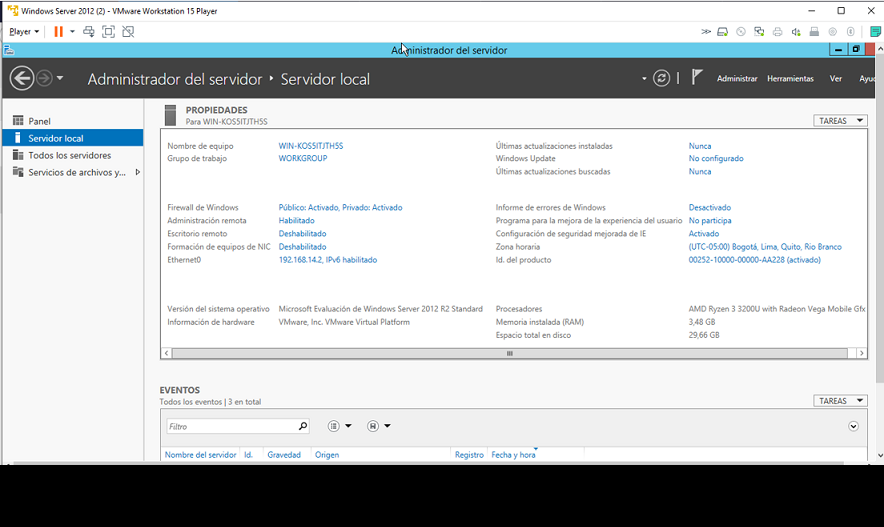 Windows Server 2012 (2) - VMware Workstation 15 Player
Player
Administrador del servidor
Administrador del servidor ‣ Servidor local
Administrar Herramientas Ver Ayu
Panel
Servidor local
Todos los servidores
Servicios de archivos y...
PROPIEDADES
Para WIN-KOS5ITJTH5S
TAREAS
Nombre de equipo WIN-KOS5ITJTH5S Últimas actualizaciones instaladas Nunca
Grupo de trabajo WORKGROUP Windows Update No configurado
Últimas actualizaciones buscadas Nunca
Firewall de Windows Público: Activado, Privado: Activado Informe de errores de Windows Desactivado
Administración remota Habilitado Programa para la mejora de la experiencia del usuario No participa
Escritorio remoto Deshabilitado Configuración de seguridad mejorada de IE Activado
Formación de equipos de NIC Deshabilitado Zona horaria (UTC-05:00) Bogotá, Lima, Quito, Rio Branco
Ethernet0 192.168.14.2, IPv6 habilitado Id. del producto 00252-10000-00000-AA228 (activado)
Versión del sistema operativo Microsoft Evaluación de Windows Server 2012 R2 Standard Procesadores AMD Ryzen 3 3200U with Radeon Vega Mobile Gfx
Información de hardware VMware, Inc. VMware Virtual Platform Memoria instalada (RAM) 3,48 GB
Espacio total en disco 29,66 GB
EVENTOS
Todos los eventos | 3 en total
TAREAS
Filtro
Nombre del servidor Id. Gravedad Origen Registro Fecha y hora